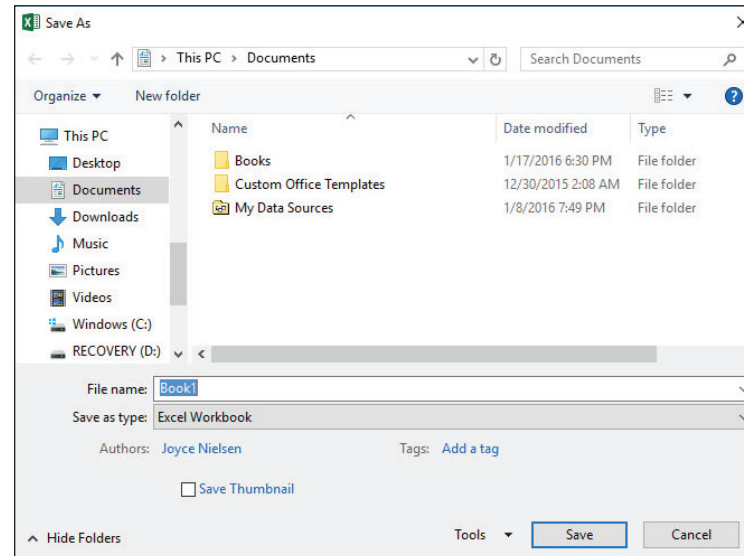 Save As
This PC > Documents
Search Documents
Organize
New folder
This PC
Desktop
Documents
Downloads
Music
Pictures
Videos
Windows (C:)
RECOVERY (D:)
Name Date modified Type
Books 1/17/2016 6:30 PM File folder
Custom Office Templates 12/30/2015 2:08 AM File folder
My Data Sources 1/8/2016 7:49 PM File folder
File name: Book1
Save as type: Excel Workbook
Authors: Joyce Nielsen Tags: Add a tag
Save Thumbnail
Hide Folders Tools Save Cancel